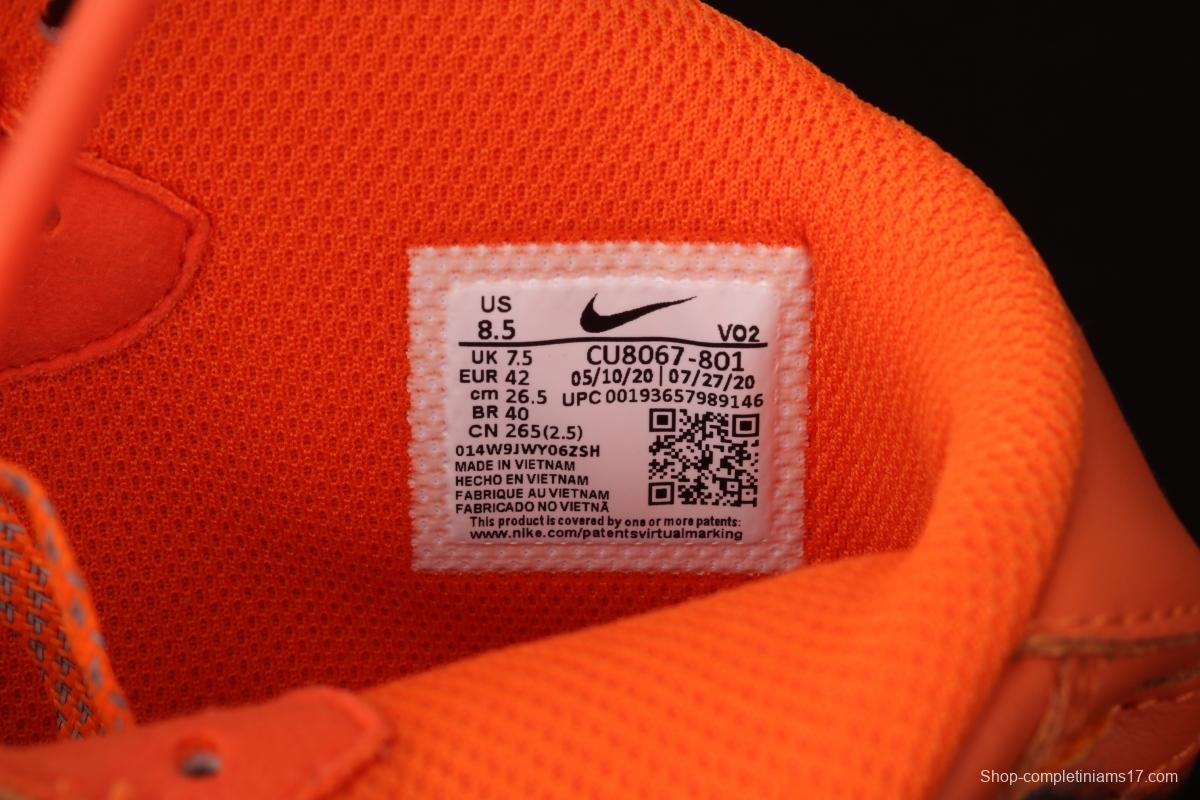 US
8.5
VO2
UK 7.5
CU8067-801
EUR 42
05/10/20 | 07/27/20
cm 26.5
UPC 00193657989146
BR 40
CN 265(2.5)
014W9JWY06ZSH
MADE IN VIETNAM
HECHO EN VIETNAM
FABRIQUE AU VIETNAM
FABRICADO NO VIETNÃ
This product is covered by one or more patents:
www.nike.com/patentsvirtualmarking
Shop-completiniams17.com